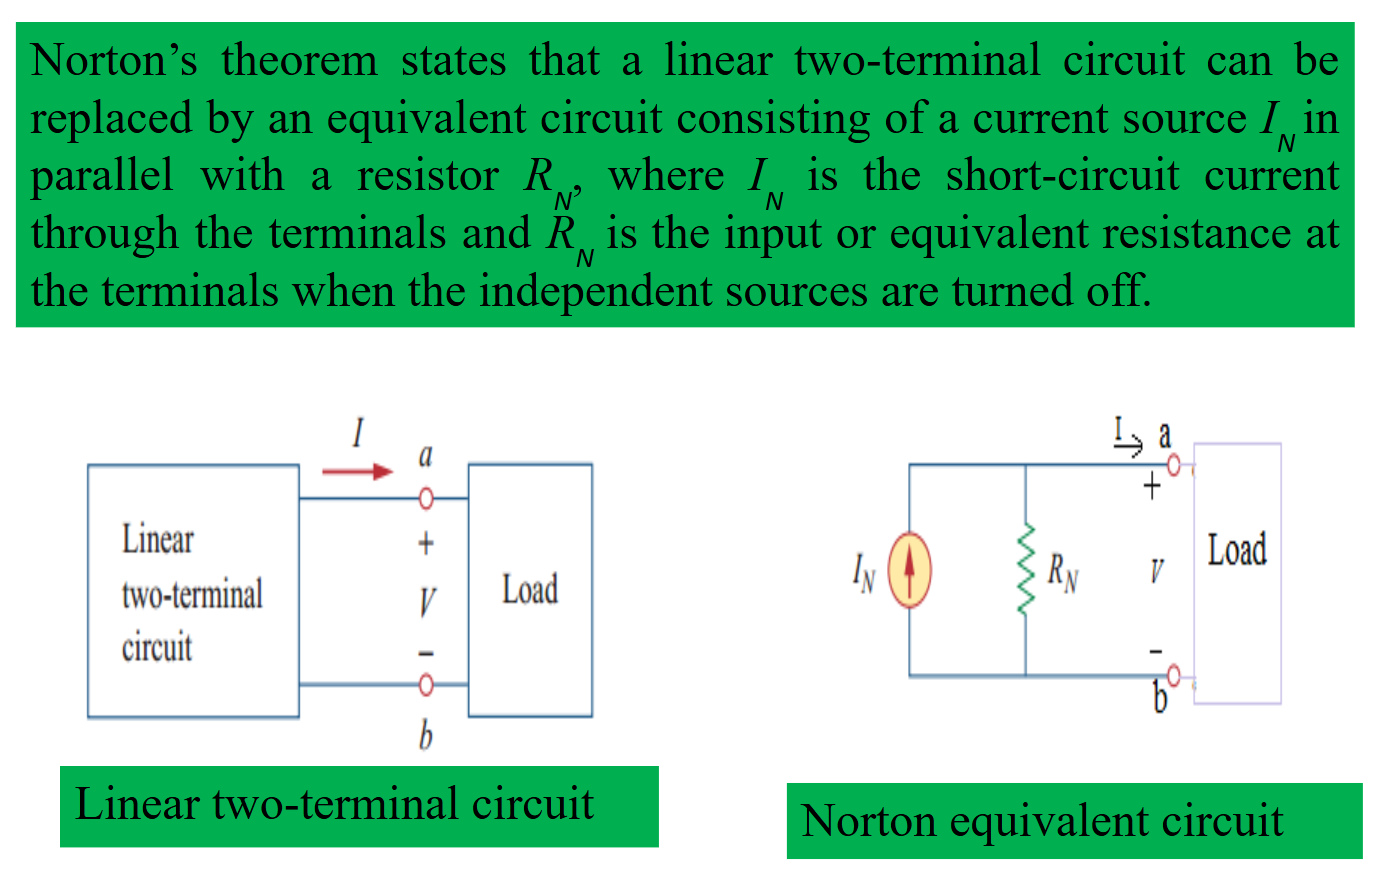 Norton’s theorem states that a linear two-terminal circuit can be
replaced by an equivalent circuit consisting of a current source I_N in
parallel with a resistor R_N, where I_N is the short-circuit current
through the terminals and R_N is the input or equivalent resistance at
the terminals when the independent sources are turned off.
I
a
Linear
two-terminal
circuit
+
V
−
b
Load
I
a
+
I_N
R_N
V
−
b
Load
Linear two-terminal circuit
Norton equivalent circuit